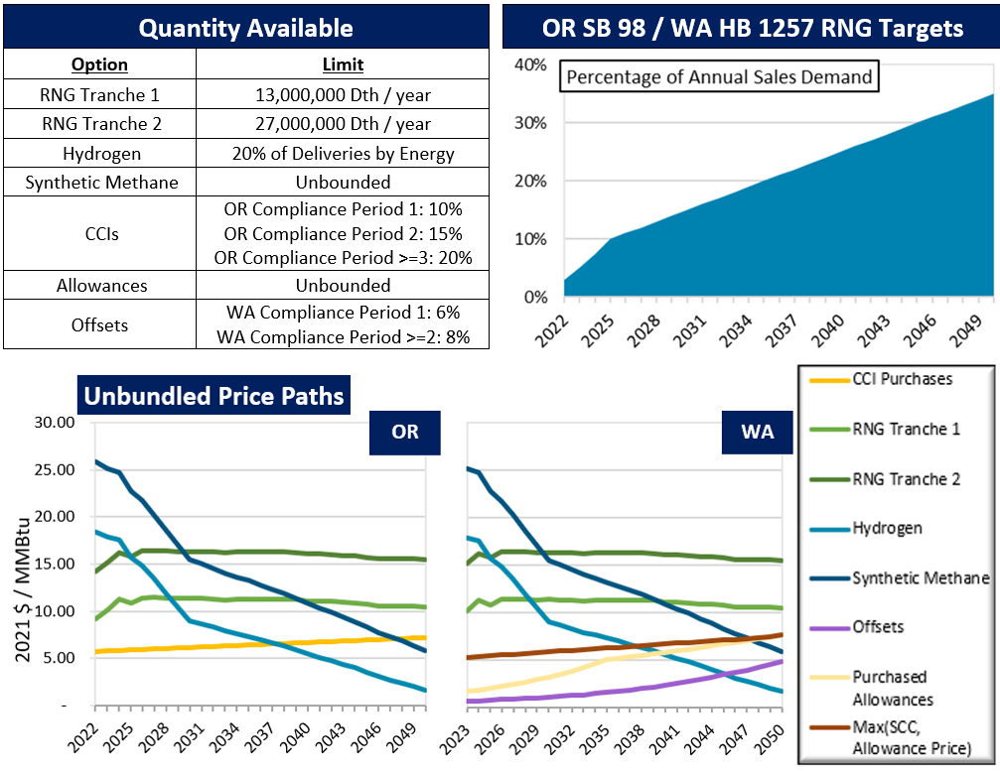 Quantity Available
Option Limit
RNG Tranche 1 13,000,000 Dth / year
RNG Tranche 2 27,000,000 Dth / year
Hydrogen 20% of Deliveries by Energy
Synthetic Methane Unbounded
CCIs
OR Compliance Period 1: 10%
OR Compliance Period 2: 15%
OR Compliance Period >=3: 20%
Allowances Unbounded
Offsets
WA Compliance Period 1: 6%
WA Compliance Period >=2: 8%
OR SB 98 / WA HB 1257 RNG Targets
Percentage of Annual Sales Demand
40%
30%
20%
10%
0%
2022 2025 2028 2031 2034 2037 2040 2043 2046 2049
Unbundled Price Paths
OR
2021 $ / MMBtu
30.00
25.00
20.00
15.00
10.00
5.00
-
2022 2025 2028 2031 2034 2037 2040 2043 2046 2049
WA
2023 2026 2029 2032 2035 2038 2041 2044 2047 2050
CCI Purchases
RNG Tranche 1
RNG Tranche 2
Hydrogen
Synthetic Methane
Offsets
Purchased
Allowances
Max(SCC,
Allowance Price)